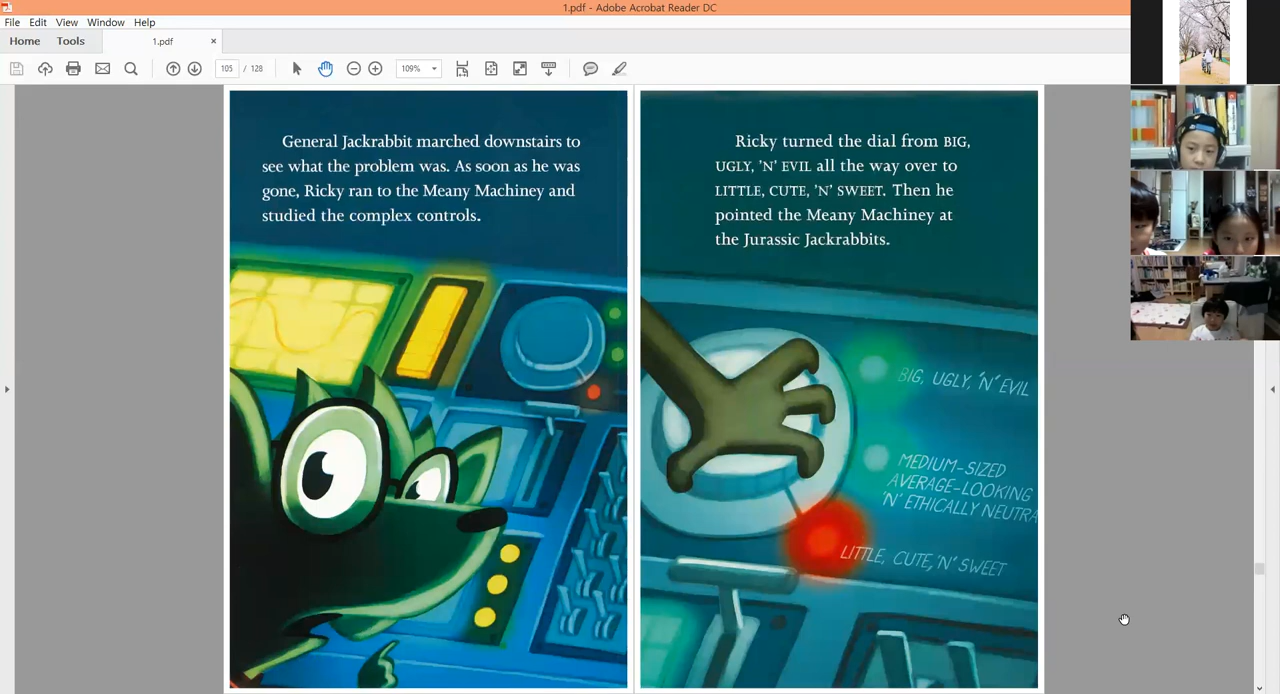 1.pdf - Adobe Acrobat Reader DC
File Edit View Window Help
Home Tools 1.pdf ×
105 / 128 109%
General Jackrabbit marched downstairs to
see what the problem was. As soon as he was
gone, Ricky ran to the Meany Machiney and
studied the complex controls.
Ricky turned the dial from BIG,
UGLY, 'N' EVIL all the way over to
LITTLE, CUTE, 'N' SWEET. Then he
pointed the Meany Machiney at
the Jurassic Jackrabbits.
BIG, UGLY, 'N' EVIL
MEDIUM-SIZED
AVERAGE-LOOKING
'N' ETHICALLY NEUTRA
LITTLE, CUTE, 'N' SWEET